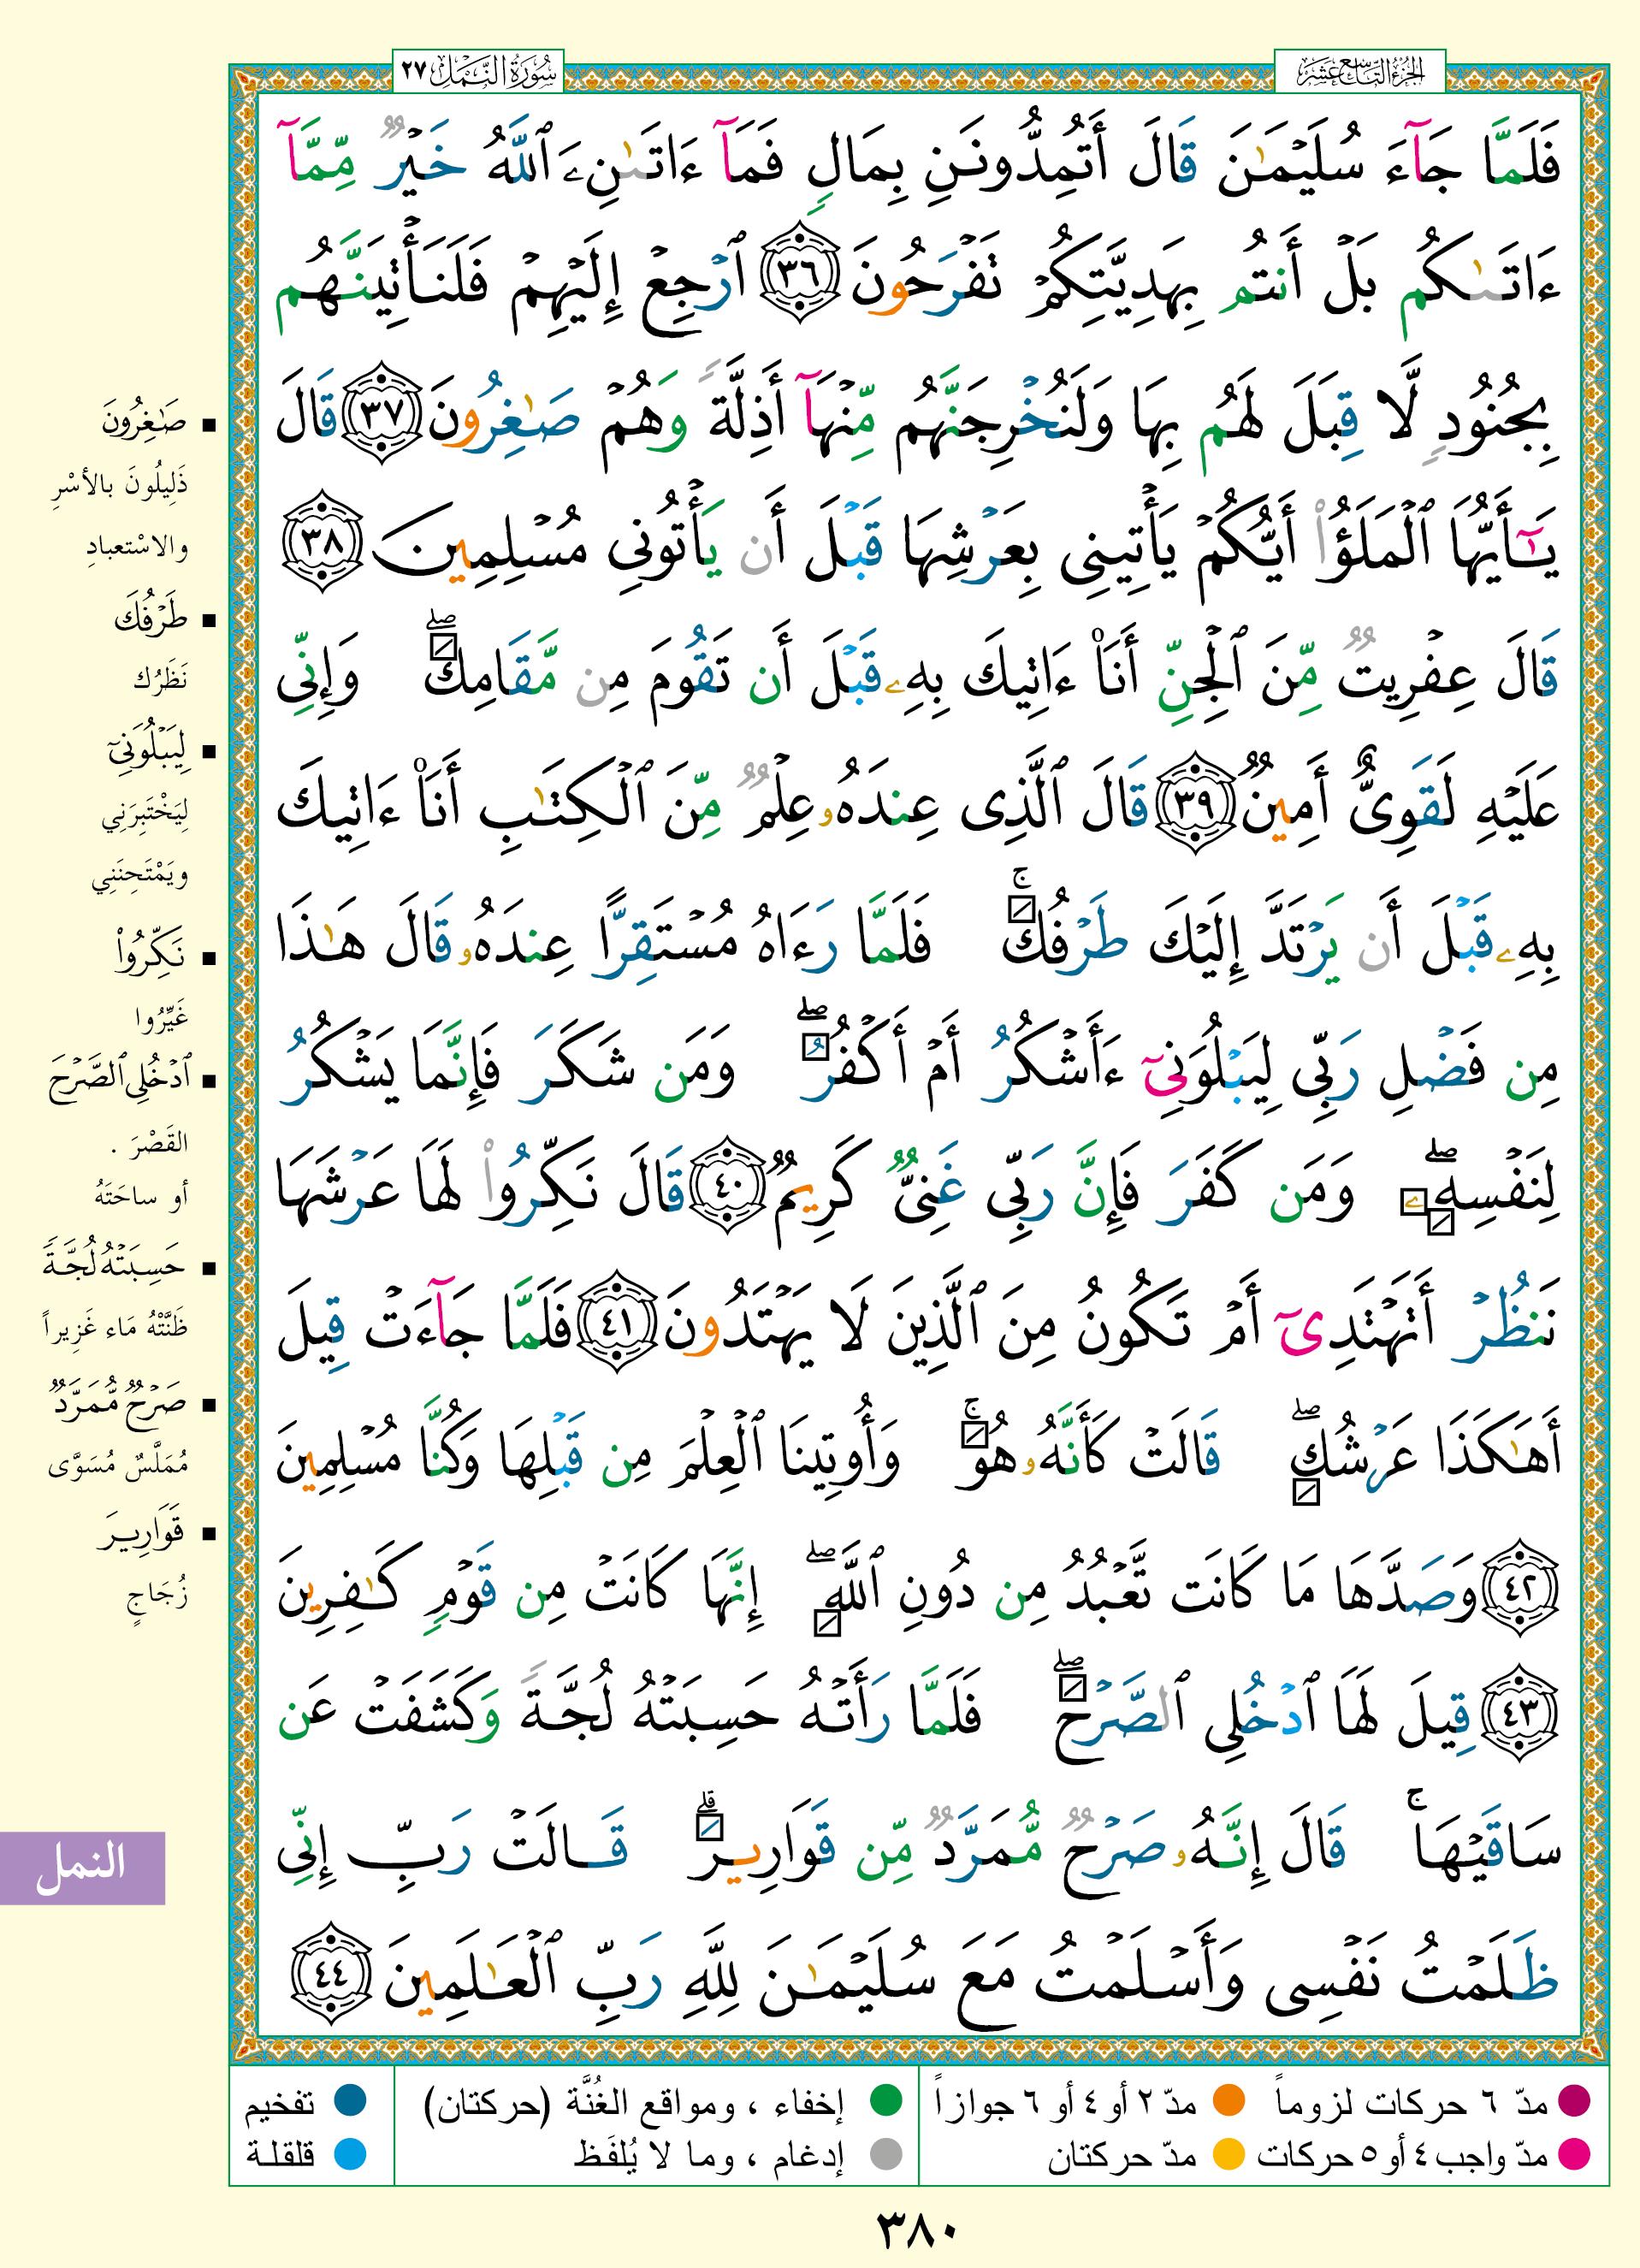 الجزء التاسع عشر
سُورَةُ النَّمْل ٢٧
فَلَمَّا جَآءَ سُلَيْمَٰنَ قَالَ أَتُمِدُّونَنِ بِمَالٍ فَمَآ ءَاتَىٰنِۦَ ٱللَّهُ خَيْرٌ مِّمَّآ
ءَاتَىٰكُم بَلْ أَنتُم بِهَدِيَّتِكُمْ تَفْرَحُونَ ٣٦ ٱرْجِعْ إِلَيْهِمْ فَلَنَأْتِيَنَّهُم
بِجُنُودٍ لَّا قِبَلَ لَهُم بِهَا وَلَنُخْرِجَنَّهُم مِّنْهَآ أَذِلَّةً وَهُمْ صَٰغِرُونَ ٣٧ قَالَ
يَٰٓأَيُّهَا ٱلْمَلَؤُا۟ أَيُّكُمْ يَأْتِينِى بِعَرْشِهَا قَبْلَ أَن يَأْتُونِى مُسْلِمِينَ ٣٨
قَالَ عِفْرِيتٌ مِّنَ ٱلْجِنِّ أَنَا۠ ءَاتِيكَ بِهِۦ قَبْلَ أَن تَقُومَ مِن مَّقَامِكَ ۖ وَإِنِّى
عَلَيْهِ لَقَوِىٌّ أَمِينٌ ٣٩ قَالَ ٱلَّذِى عِندَهُۥ عِلْمٌ مِّنَ ٱلْكِتَٰبِ أَنَا۠ ءَاتِيكَ
بِهِۦ قَبْلَ أَن يَرْتَدَّ إِلَيْكَ طَرْفُكَ ۚ فَلَمَّا رَءَاهُ مُسْتَقِرًّا عِندَهُۥ قَالَ هَٰذَا
مِن فَضْلِ رَبِّى لِيَبْلُوَنِىٓ ءَأَشْكُرُ أَمْ أَكْفُرُ ۖ وَمَن شَكَرَ فَإِنَّمَا يَشْكُرُ
لِنَفْسِهِۦ ۖ وَمَن كَفَرَ فَإِنَّ رَبِّى غَنِىٌّ كَرِيمٌ ٤٠ قَالَ نَكِّرُوا۟ لَهَا عَرْشَهَا
نَنظُرْ أَتَهْتَدِىٓ أَمْ تَكُونُ مِنَ ٱلَّذِينَ لَا يَهْتَدُونَ ٤١ فَلَمَّا جَآءَتْ قِيلَ
أَهَٰكَذَا عَرْشُكِ ۖ قَالَتْ كَأَنَّهُۥ هُوَ ۚ وَأُوتِينَا ٱلْعِلْمَ مِن قَبْلِهَا وَكُنَّا مُسْلِمِينَ
٤٢ وَصَدَّهَا مَا كَانَت تَّعْبُدُ مِن دُونِ ٱللَّهِ ۖ إِنَّهَا كَانَتْ مِن قَوْمٍ كَٰفِرِينَ
٤٣ قِيلَ لَهَا ٱدْخُلِى ٱلصَّرْحَ ۖ فَلَمَّا رَأَتْهُ حَسِبَتْهُ لُجَّةً وَكَشَفَتْ عَن
سَاقَيْهَا ۚ قَالَ إِنَّهُۥ صَرْحٌ مُّمَرَّدٌ مِّن قَوَارِيرَ ۗ قَالَتْ رَبِّ إِنِّى
ظَلَمْتُ نَفْسِى وَأَسْلَمْتُ مَعَ سُلَيْمَٰنَ لِلَّهِ رَبِّ ٱلْعَٰلَمِينَ ٤٤
صَٰغِرُونَ
ذَلِيلُونَ بالأسْرِ
والاسْتعبادِ
طَرْفُكَ
نَظَرُك
لِيَبْلُوَنِىٓ
لِيَخْتَبِرَنِي
ويَمْتَحِنَنِي
نَكِّرُوا۟
غَيِّرُوا
ٱدْخُلِى ٱلصَّرْحَ
القَصْرَ .
أو ساحَتَهُ
حَسِبَتْهُ لُجَّةً
ظَنَّتْهُ مَاء غَزِيراً
صَرْحٌ مُّمَرَّدٌ
مُمَلَّسٌ مُسَوًّى
قَوَارِيرَ
زُجَاجٍ
النمل
مدّ ٦ حركات لزوماً مدّ ٢ أو ٤ أو ٦ جوازاً إخفاء ، ومواقع الغُنَّة (حركتان) تفخيم
مدّ واجب ٤ أو ٥ حركات مدّ حركتان إدغام ، وما لا يُلفَظ قلقلة
٣٨٠